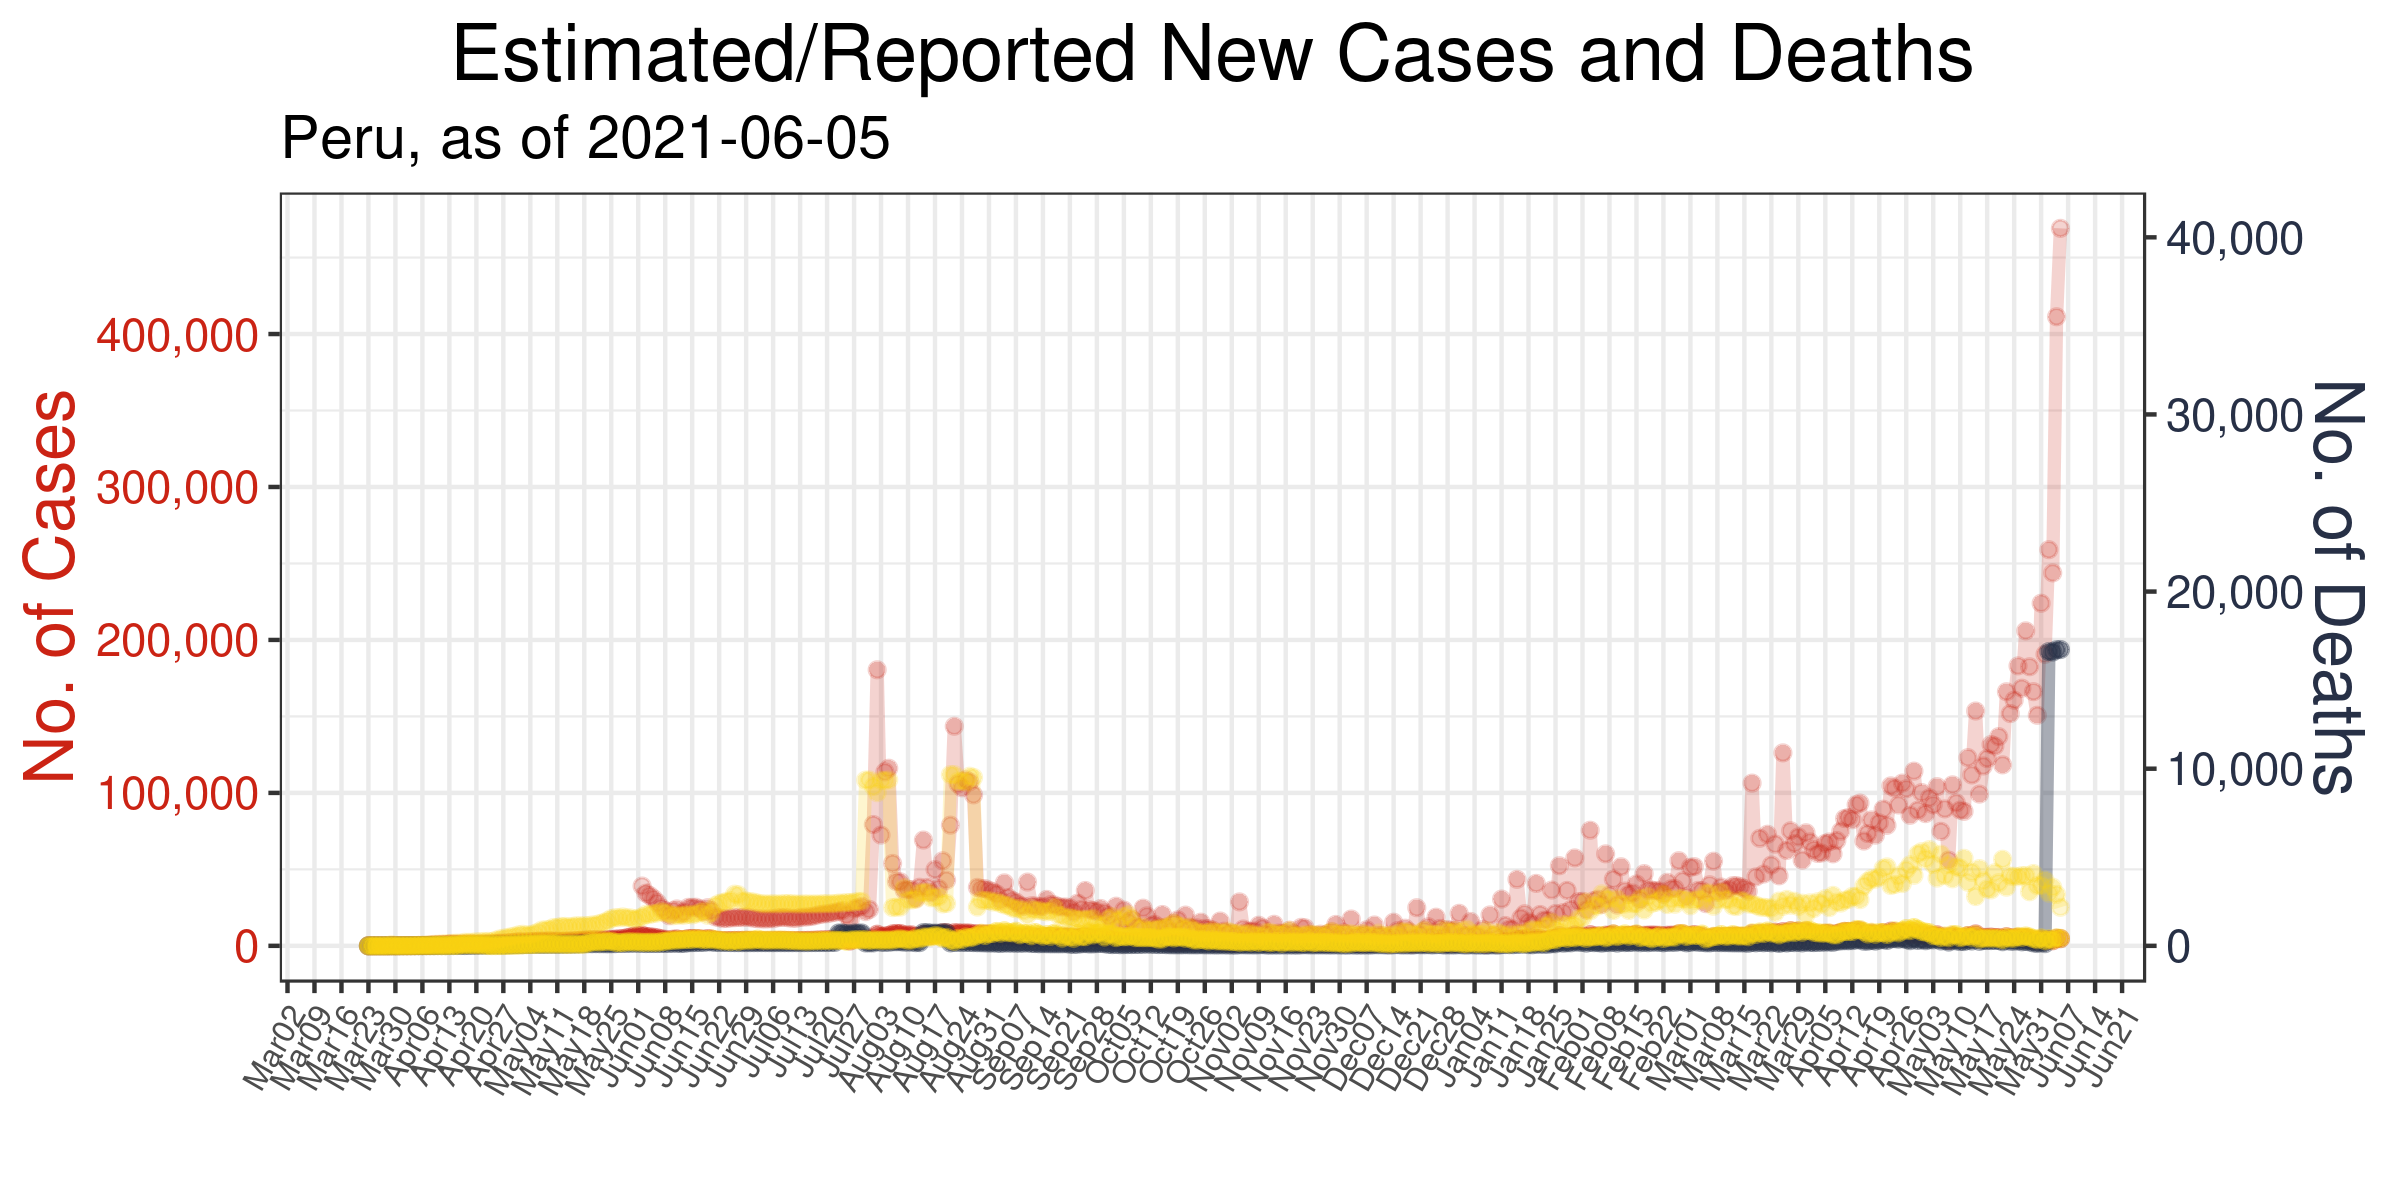 Estimated/Reported New Cases and Deaths
Peru, as of 2021-06-05
No. of Cases
400,000
300,000
200,000
100,000
0
40,000
30,000
20,000
10,000
0
No. of Deaths
Mar02
Mar09
Mar16
Mar23
Mar30
Apr06
Apr13
Apr20
Apr27
May04
May11
May18
May25
Jun01
Jun08
Jun15
Jun22
Jun29
Jul06
Jul13
Jul20
Jul27
Aug03
Aug10
Aug17
Aug24
Aug31
Sep07
Sep14
Sep21
Sep28
Oct05
Oct12
Oct19
Oct26
Nov02
Nov09
Nov16
Nov23
Nov30
Dec07
Dec14
Dec21
Dec28
Jan04
Jan11
Jan18
Jan25
Feb01
Feb08
Feb15
Feb22
Mar01
Mar08
Mar15
Mar22
Mar29
Apr05
Apr12
Apr19
Apr26
May03
May10
May17
May24
May31
Jun07
Jun14
Jun21